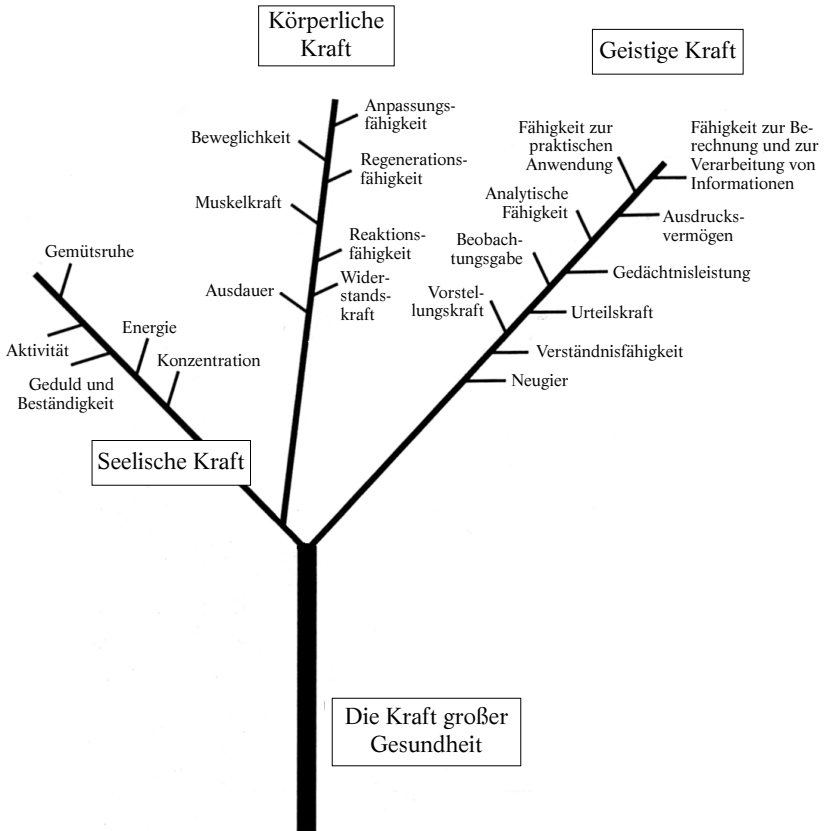 Körperliche
Kraft
Geistige Kraft
Anpassungs-
fähigkeit
Beweglichkeit
Regenerations-
fähigkeit
Muskelkraft
Reaktions-
fähigkeit
Ausdauer
Wider-
stands-
kraft
Fähigkeit zur
praktischen
Anwendung
Fähigkeit zur Be-
rechnung und zur
Verarbeitung von
Informationen
Analytische
Fähigkeit
Ausdrucks-
vermögen
Beobach-
tungsgabe
Gedächtnisleistung
Vorstel-
lungskraft
Urteilskraft
Verständnisfähigkeit
Neugier
Gemütsruhe
Aktivität
Energie
Geduld und
Beständigkeit
Konzentration
Seelische Kraft
Die Kraft großer
Gesundheit